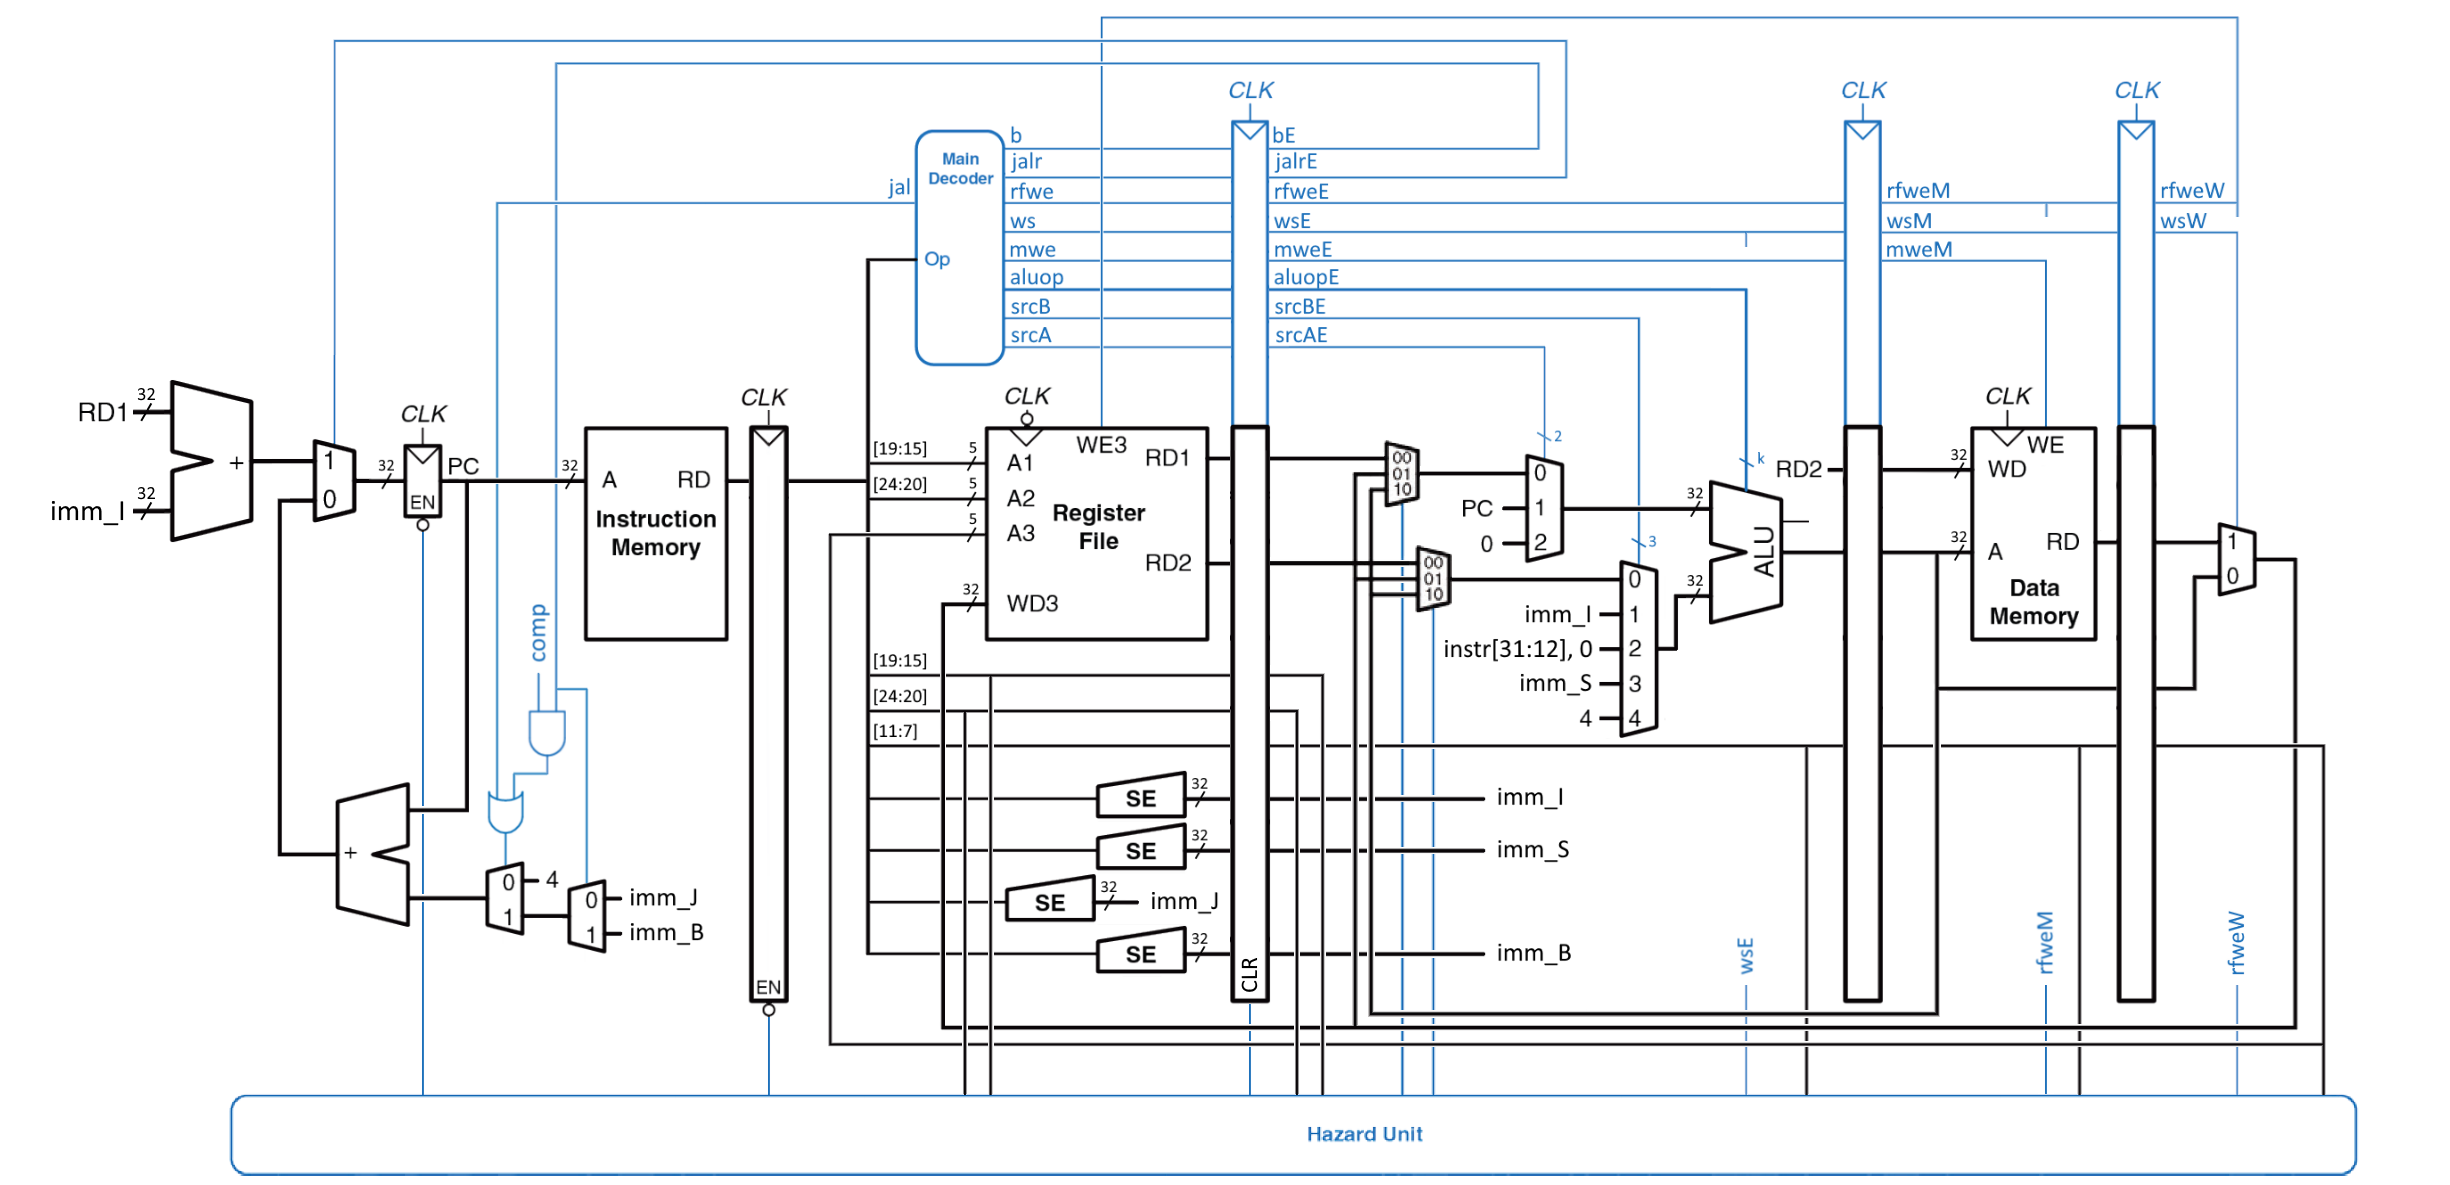 CLK
CLK
CLK
b
bE
Main
Decoder
jalr
jalrE
jal
rfwe
rfweE
rfweM
rfweW
ws
wsE
wsM
wsW
mwe
mweE
mweM
Op
aluop
aluopE
srcB
srcBE
srcA
srcAE
RD1
32
imm_I
32
+
1
0
32
CLK
EN
PC
32
A
RD
Instruction
Memory
CLK
EN
[19:15]
5
[24:20]
5
5
32
CLK
WE3
A1
A2
A3
WD3
RD1
RD2
Register
File
00
01
10
00
01
10
2
0
PC
1
0
2
3
0
imm_I
1
instr[31:12], 0
2
imm_S
3
4
4
k
32
32
ALU
RD2
32
32
CLK
WE
WD
A
RD
Data
Memory
1
0
comp
[19:15]
[24:20]
[11:7]
SE
32
imm_I
SE
32
imm_S
SE
32
imm_J
SE
32
imm_B
CLR
+
0
4
1
0
imm_J
1
imm_B
wsE
rfweM
rfweW
Hazard Unit